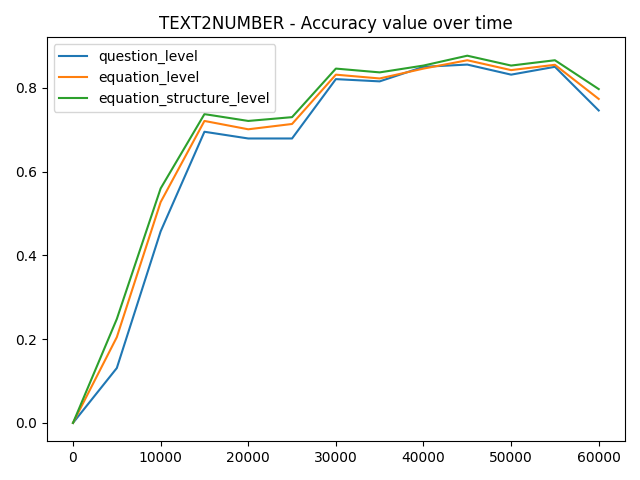 TEXT2NUMBER - Accuracy value over time
question_level
equation_level
equation_structure_level
0.8
0.6
0.4
0.2
0.0
0 10000 20000 30000 40000 50000 60000